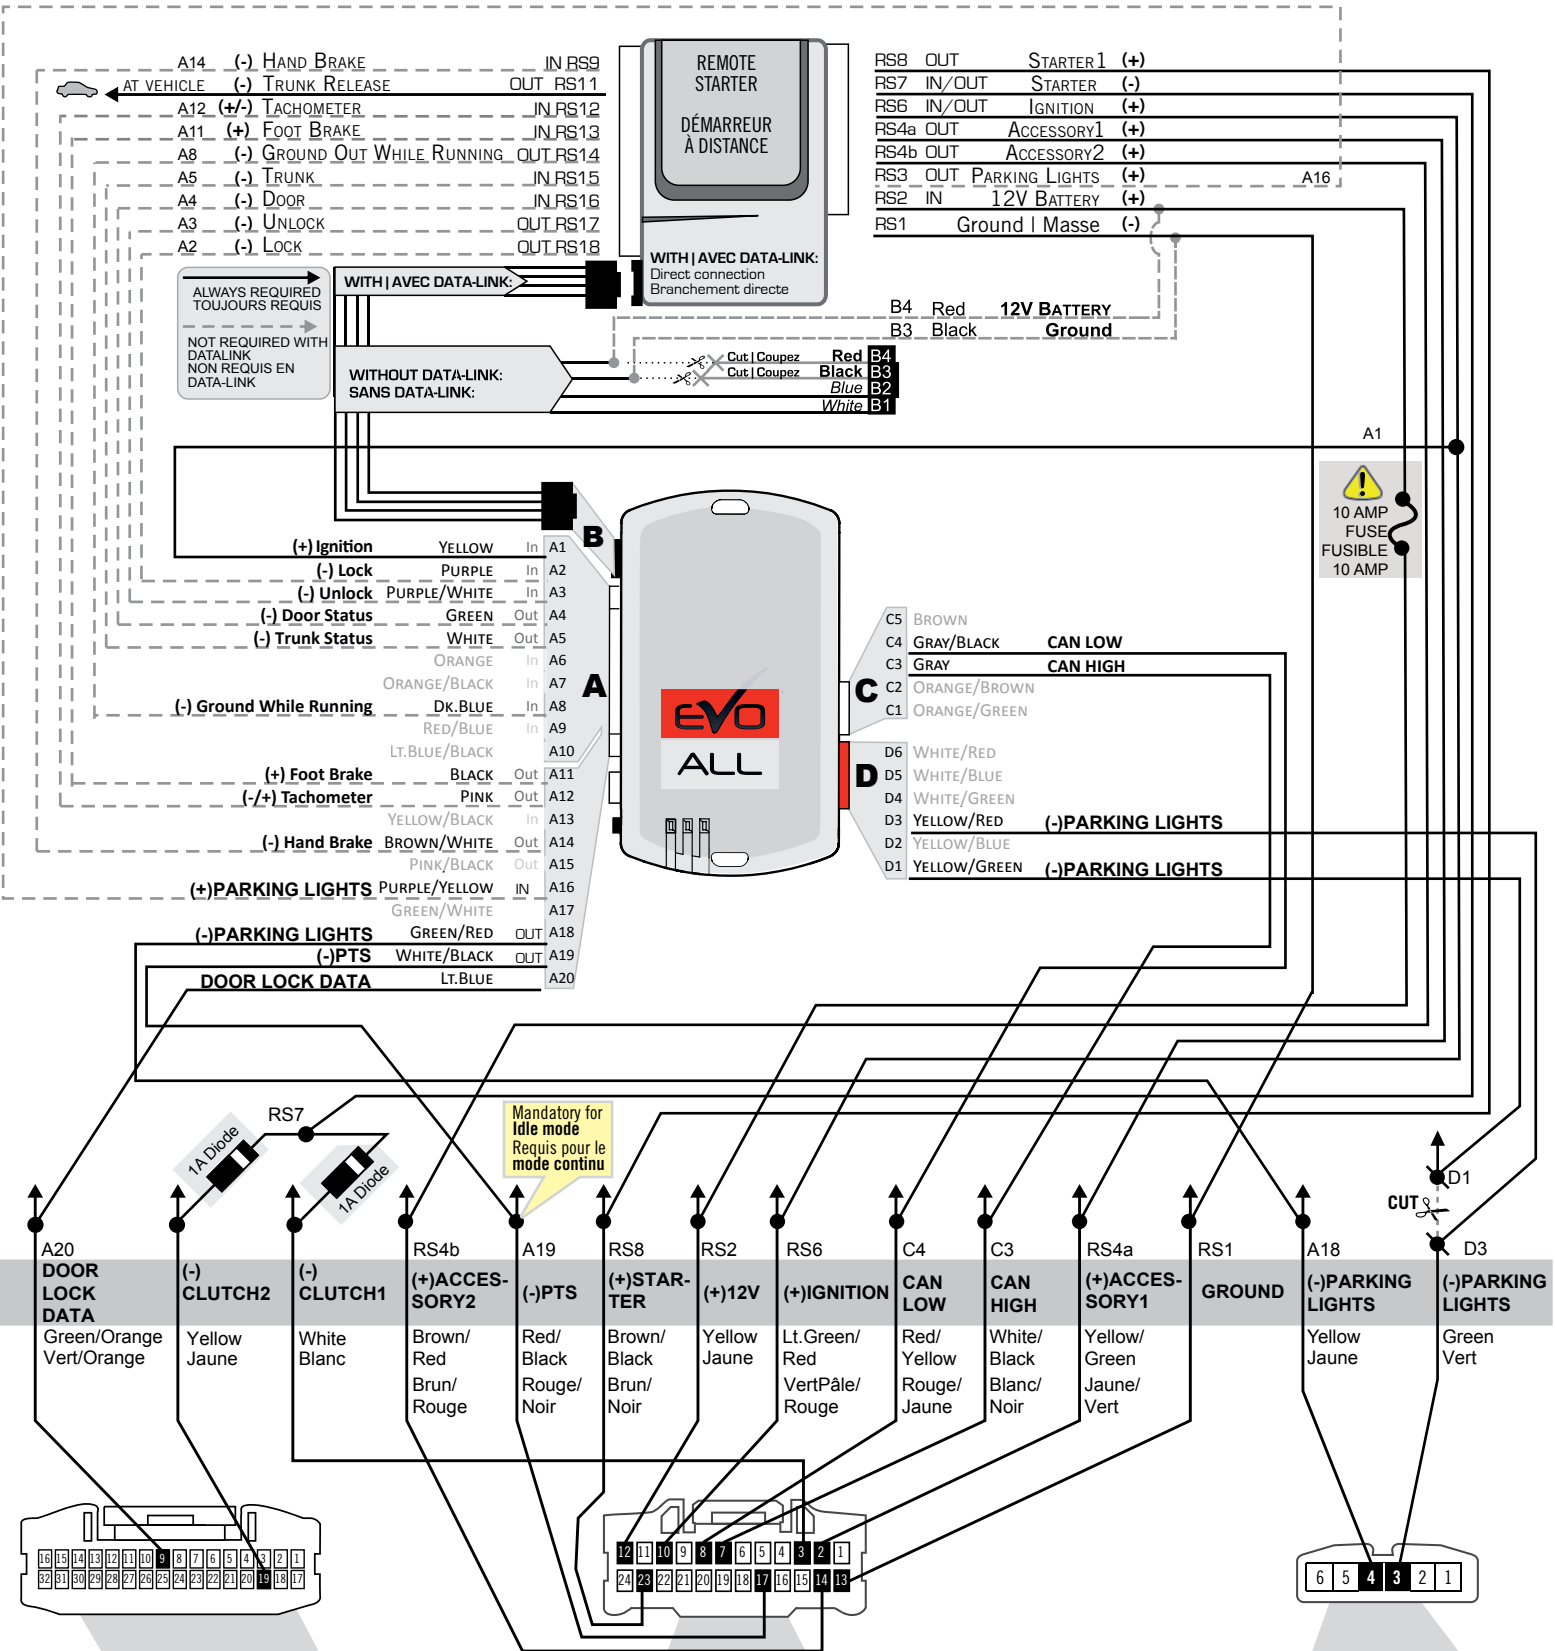 A14 (-) HAND BRAKE IN RS9
AT VEHICLE (-) TRUNK RELEASE OUT RS11
A12 (+/-) TACHOMETER IN RS12
A11 (+) FOOT BRAKE IN RS13
A8 (-) GROUND OUT WHILE RUNNING OUT RS14
A5 (-) TRUNK IN RS15
A4 (-) DOOR IN RS16
A3 (-) UNLOCK OUT RS17
A2 (-) LOCK OUT RS18
REMOTE
STARTER
DÉMARREUR
À DISTANCE
WITH | AVEC DATA-LINK:
Direct connection
Branchement directe
RS8 OUT STARTER1 (+)
RS7 IN/OUT STARTER (-)
RS6 IN/OUT IGNITION (+)
RS4a OUT ACCESSORY1 (+)
RS4b OUT ACCESSORY2 (+)
RS3 OUT PARKING LIGHTS (+) A16
RS2 IN 12V BATTERY (+)
RS1 Ground | Masse (-)
ALWAYS REQUIRED
TOUJOURS REQUIS
NOT REQUIRED WITH
DATALINK
NON REQUIS EN
DATA-LINK
WITH | AVEC DATA-LINK:
WITHOUT DATA-LINK:
SANS DATA-LINK:
B4 Red 12V BATTERY
B3 Black Ground
Cut | Coupez Red B4
Cut | Coupez Black B3
Blue B2
White B1
A1
10 AMP
FUSE
FUSIBLE
10 AMP
B
(+) Ignition YELLOW In A1
(-) Lock PURPLE In A2
(-) Unlock PURPLE/WHITE In A3
(-) Door Status GREEN Out A4
(-) Trunk Status WHITE Out A5
ORANGE In A6
ORANGE/BLACK In A7
(-) Ground While Running DK.BLUE In A8
RED/BLUE In A9
LT.BLUE/BLACK A10
(+) Foot Brake BLACK Out A11
(-/+) Tachometer PINK Out A12
YELLOW/BLACK In A13
(-) Hand Brake BROWN/WHITE Out A14
PINK/BLACK Out A15
(+)PARKING LIGHTS PURPLE/YELLOW IN A16
GREEN/WHITE A17
(-)PARKING LIGHTS GREEN/RED OUT A18
(-)PTS WHITE/BLACK OUT A19
DOOR LOCK DATA LT.BLUE A20
A
EVO
ALL
C
C5 BROWN
C4 GRAY/BLACK CAN LOW
C3 GRAY CAN HIGH
C2 ORANGE/BROWN
C1 ORANGE/GREEN
D
D6 WHITE/RED
D5 WHITE/BLUE
D4 WHITE/GREEN
D3 YELLOW/RED (-)PARKING LIGHTS
D2 YELLOW/BLUE
D1 YELLOW/GREEN (-)PARKING LIGHTS
RS7
1A Diode
1A Diode
Mandatory for
Idle mode
Requis pour le
mode continu
D1
CUT
A20
DOOR
LOCK
DATA
Green/Orange
Vert/Orange
(-)
CLUTCH2
Yellow
Jaune
(-)
CLUTCH1
White
Blanc
RS4b
(+)ACCES-
SORY2
Brown/
Red
Brun/
Rouge
A19
(-)PTS
Red/
Black
Rouge/
Noir
RS8
(+)STAR-
TER
Brown/
Black
Brun/
Noir
RS2
(+)12V
Yellow
Jaune
RS6
(+)IGNITION
Lt.Green/
Red
VertPâle/
Rouge
C4
CAN
LOW
Red/
Yellow
Rouge/
Jaune
C3
CAN
HIGH
White/
Black
Blanc/
Noir
RS4a
(+)ACCES-
SORY1
Yellow/
Green
Jaune/
Vert
RS1
GROUND
A18
(-)PARKING
LIGHTS
Yellow
Jaune
D3
(-)PARKING
LIGHTS
Green
Vert
16 15 14 13 12 11 10 9 8 7 6 5 4 3 2 1
32 31 30 29 28 27 26 25 24 23 22 21 20 19 18 17
12 11 10 9 8 7 6 5 4 3 2 1
24 23 22 21 20 19 18 17 16 15 14 13
6 5 4 3 2 1